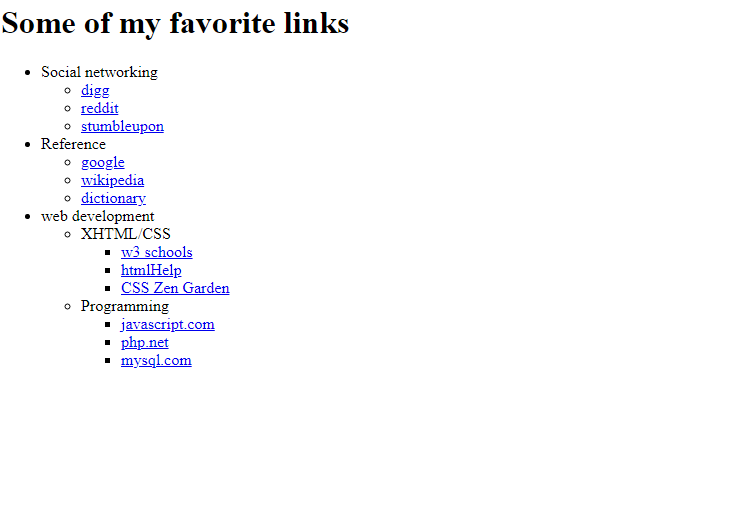 Some of my favorite links
Social networking
digg
reddit
stumbleupon
Reference
google
wikipedia
dictionary
web development
XHTML/CSS
w3 schools
htmlHelp
CSS Zen Garden
Programming
javascript.com
php.net
mysql.com